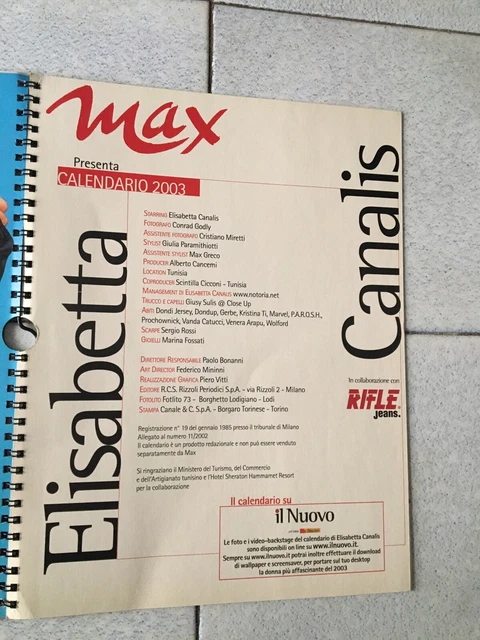 max
Presenta
CALENDARIO 2003
Elisabetta
Canalis
STARRING Elisabetta Canalis
FOTOGRAFO Conrad Godly
ASSISTENTE FOTOGRAFO Cristiano Miretti
STYLIST Giulia Paramithiotti
ASSISTENTE STYLIST Max Greco
PRODUCER Alberto Cancemi
LOCATION Tunisia
COPRODUCER Scintilla Cicconi - Tunisia
MANAGEMENT DI ELISABETTA CANALIS www.notoria.net
TRUCCO E CAPELLI Giusy Sulis @ Close Up
ABITI Dondi Jersey, Dondup, Gerbe, Kristina Ti, Marvel, P.A.R.O.S.H.,
Prochownick, Vanda Catucci, Venera Arapu, Wolford
SCARPE Sergio Rossi
GIOIELLI Marina Fossati
DIRETTORE RESPONSABILE Paolo Bonanni
ART DIRECTOR Federico Mininni
REALIZZAZIONE GRAFICA Piero Vitti
EDITORE R.C.S. Rizzoli Periodici S.p.A. - via Rizzoli 2 - Milano
FOTOLITO Fotlito 73 - Borghetto Lodigiano - Lodi
STAMPA Canale & C. S.p.A. - Borgaro Torinese - Torino
In collaborazione con
RIFLE
jeans.
Registrazione n° 19 del gennaio 1985 presso il tribunale di Milano
Allegato al numero 11/2002
Il calendario è un prodotto redazionale e non può essere venduto
separatamente da Max
Si ringraziano il Ministero del Turismo, del Commercio
e dell'Artigianato tunisino e l'Hotel Sheraton Hammamet Resort
per la collaborazione
Il calendario su
il Nuovo
Le foto e i video-backstage del calendario di Elisabetta Canalis
sono disponibili on line su www.ilnuovo.it.
Sempre su www.ilnuovo.it potrai inoltre effettuare il download
di wallpaper e screensaver, per portare sul tuo desktop
la donna più affascinante del 2003